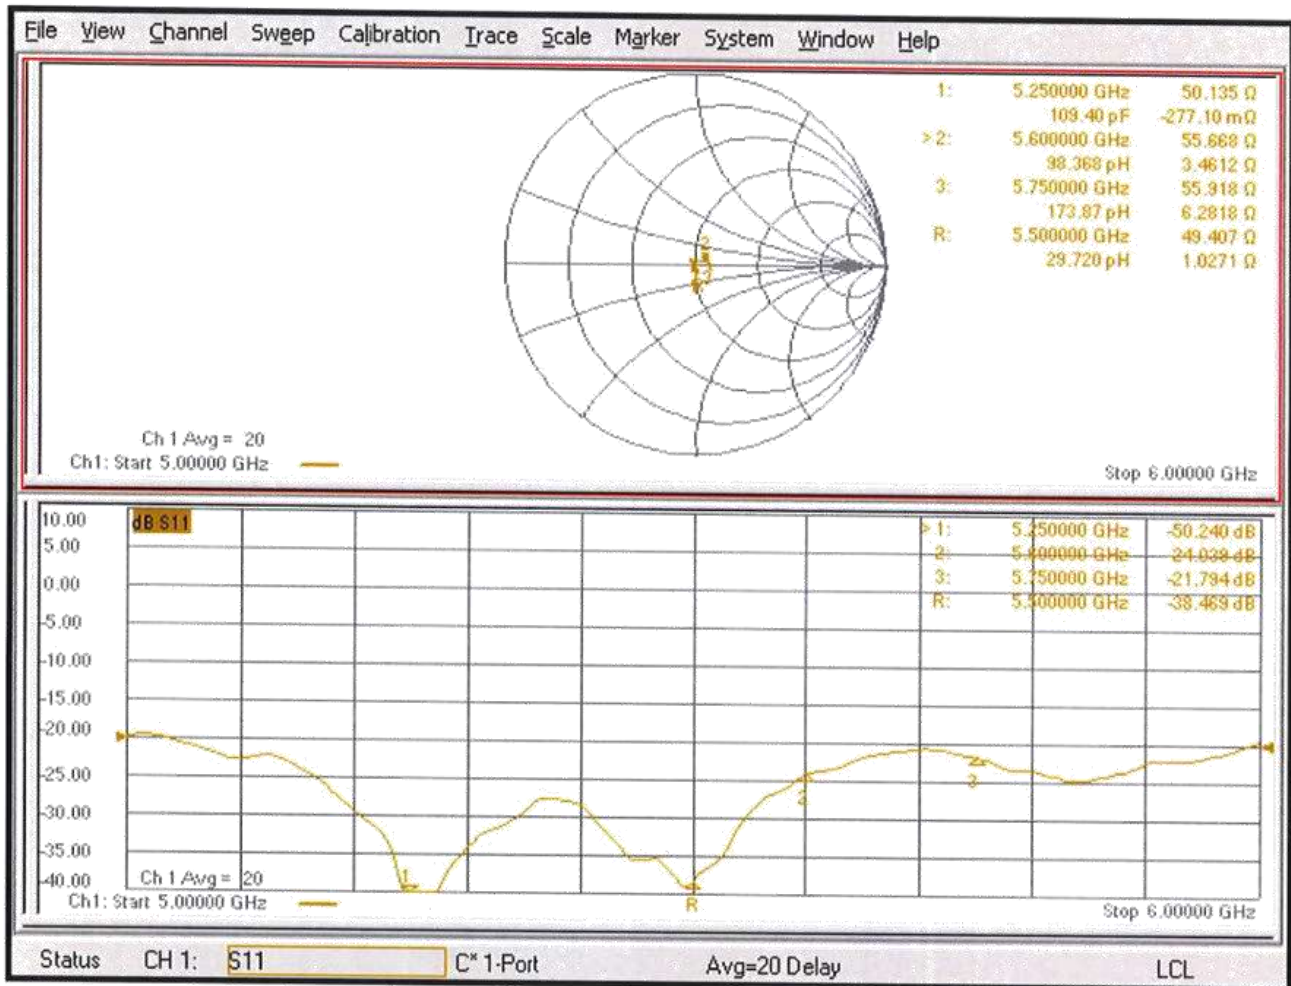 File View Channel Sweep Calibration Trace Scale Marker System Window Help
1: 5.250000 GHz 50.135 Ω
109.40 pF -277.10 mΩ
>2: 5.600000 GHz 55.668 Ω
98.368 pH 3.4612 Ω
3: 5.750000 GHz 55.918 Ω
173.87 pH 6.2818 Ω
R: 5.500000 GHz 49.407 Ω
29.720 pH 1.0271 Ω
2
Ch 1 Avg = 20
Ch1: Start 5.00000 GHz
Stop 6.00000 GHz
10.00
dB S11
>1: 5.250000 GHz -50.240 dB
5.00
2: 5.600000 GHz -24.039 dB
0.00
3: 5.750000 GHz -21.794 dB
R: 5.500000 GHz -38.469 dB
-5.00
-10.00
-15.00
-20.00
-25.00
3
2
-30.00
-35.00
1
-40.00
Ch 1 Avg = 20
R
Ch1: Start 5.00000 GHz
Stop 6.00000 GHz
Status CH 1: S11 C* 1-Port Avg=20 Delay LCL